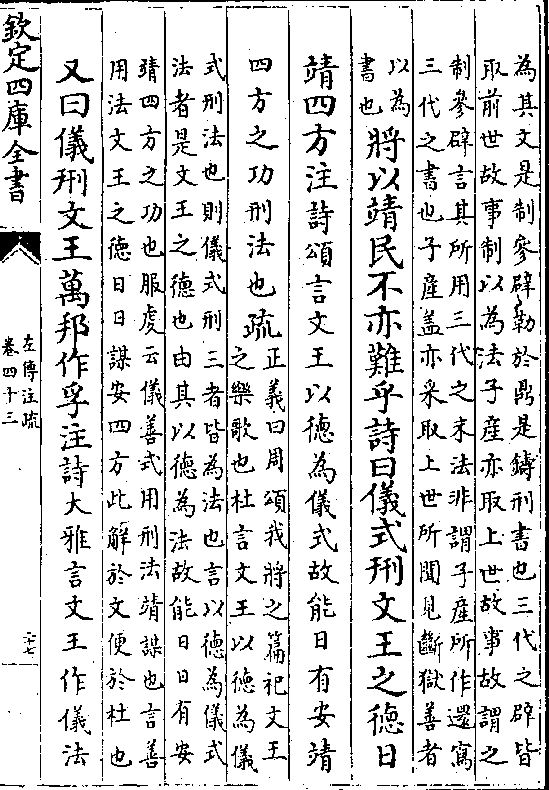 為其文是制參辟勒於鼎是鑄刑書也三代之辟皆
取前世故事制以為法子產亦取上世故事故謂之
制參辟言其所用三代之末法非謂子產所作還寫
三代之書也子產盖亦采取上世所聞見斷獄善者
以為
書也
將以靖民不亦難乎詩曰儀式刑文王之德日
靖四方注詩頌言文王以德為儀式故能日有安靖
四方之功刑法也疏
正義曰周頌我將之篇祀文王
之樂歌也杜言文王以德為儀
式刑法也則儀式刑三者皆為法也言以德為儀式
法者是文王之德也由其以德為法故能日日有安
靖四方之功也服虔云儀善式用刑法靖謀也言善
用法文王之德日日謀安四方此解於文便於杜也
又曰儀刑文王萬邦作孚注詩大雅言文王作儀法
欽定四庫全書
左傳注疏
卷四十三
二十七